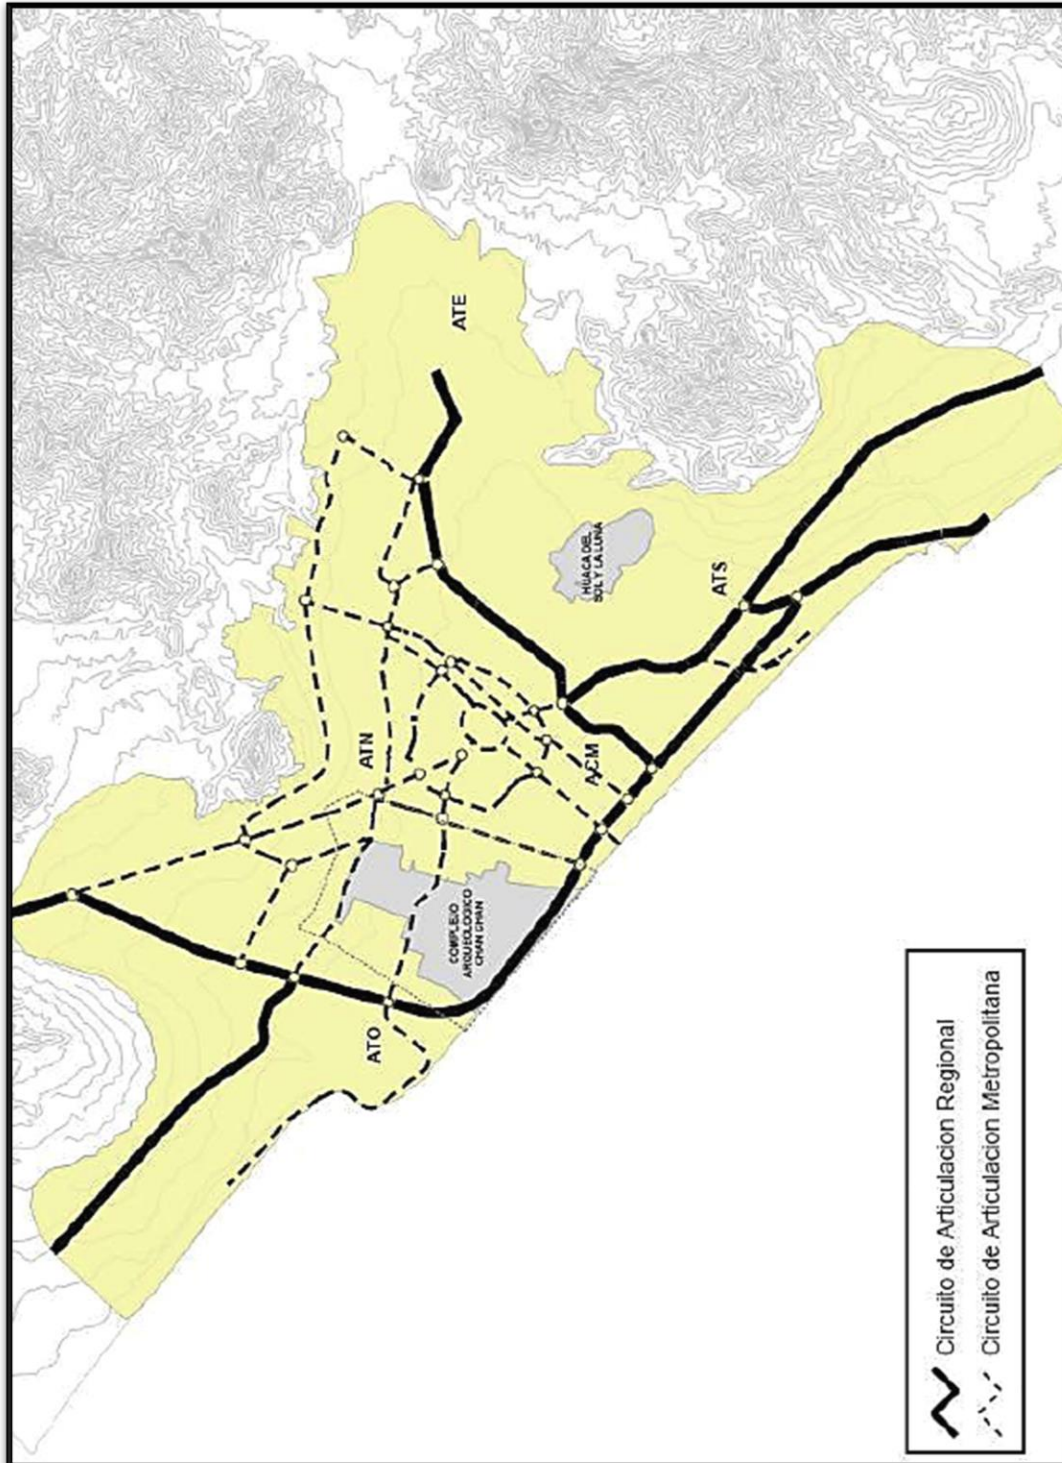 ATE
HUACA DEL
SOL Y LA LUNA
ATS
ATN
ACM
COMPLEJO
ARQUEOLOGICO
CHAN CHAN
ATO
Circuito de Articulacion Regional
Circuito de Articulacion Metropolitana